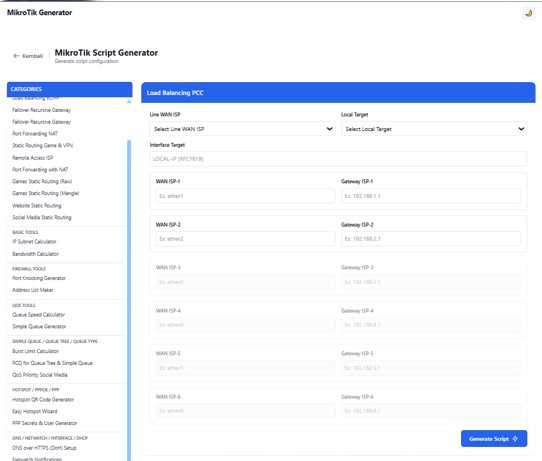 MikroTik Generator
← Kembali
MikroTik Script Generator
Generate script configuration
CATEGORIES
Load Balancing ECMP
Failover Recursive Gateway
Failover Recursive Gateway
Port Forwarding NAT
Static Routing Game & VPN
Remote Access ISP
Port Forwarding with NAT
Games Static Routing (Raw)
Games Static Routing (Mangle)
Website Static Routing
Social Media Static Routing
BASIC TOOLS
IP Subnet Calculator
Bandwidth Calculator
FIREWALL TOOLS
Port Knocking Generator
Address List Maker
QOS TOOLS
Queue Speed Calculator
Simple Queue Generator
SIMPLE QUEUE / QUEUE TREE / QUEUE TYPE
Burst Limit Calculator
PCQ for Queue Tree & Simple Queue
QoS Priority Social Media
HOTSPOT / PPPOE / PPP
Hotspot QR Code Generator
Easy Hotspot Wizard
PPP Secrets & User Generator
DNS / NETWATCH / INTERFACE / DHCP
DNS over HTTPS (DoH) Setup
Netwatch Notifications
Load Balancing PCC
Line WAN ISP
Local Target
Select Line WAN ISP
Select Local Target
Interface Target
LOCAL-IP (RFC1918)
WAN ISP-1
Gateway ISP-1
Ex: ether1
Ex: 192.168.1.1
WAN ISP-2
Gateway ISP-2
Ex: ether2
Ex: 192.168.2.1
WAN ISP-3
Gateway ISP-3
Ex: ether3
Ex: 192.168.3.1
WAN ISP-4
Gateway ISP-4
Ex: ether4
Ex: 192.168.4.1
WAN ISP-5
Gateway ISP-5
Ex: ether5
Ex: 192.168.5.1
WAN ISP-6
Gateway ISP-6
Ex: ether6
Ex: 192.168.6.1
Generate Script